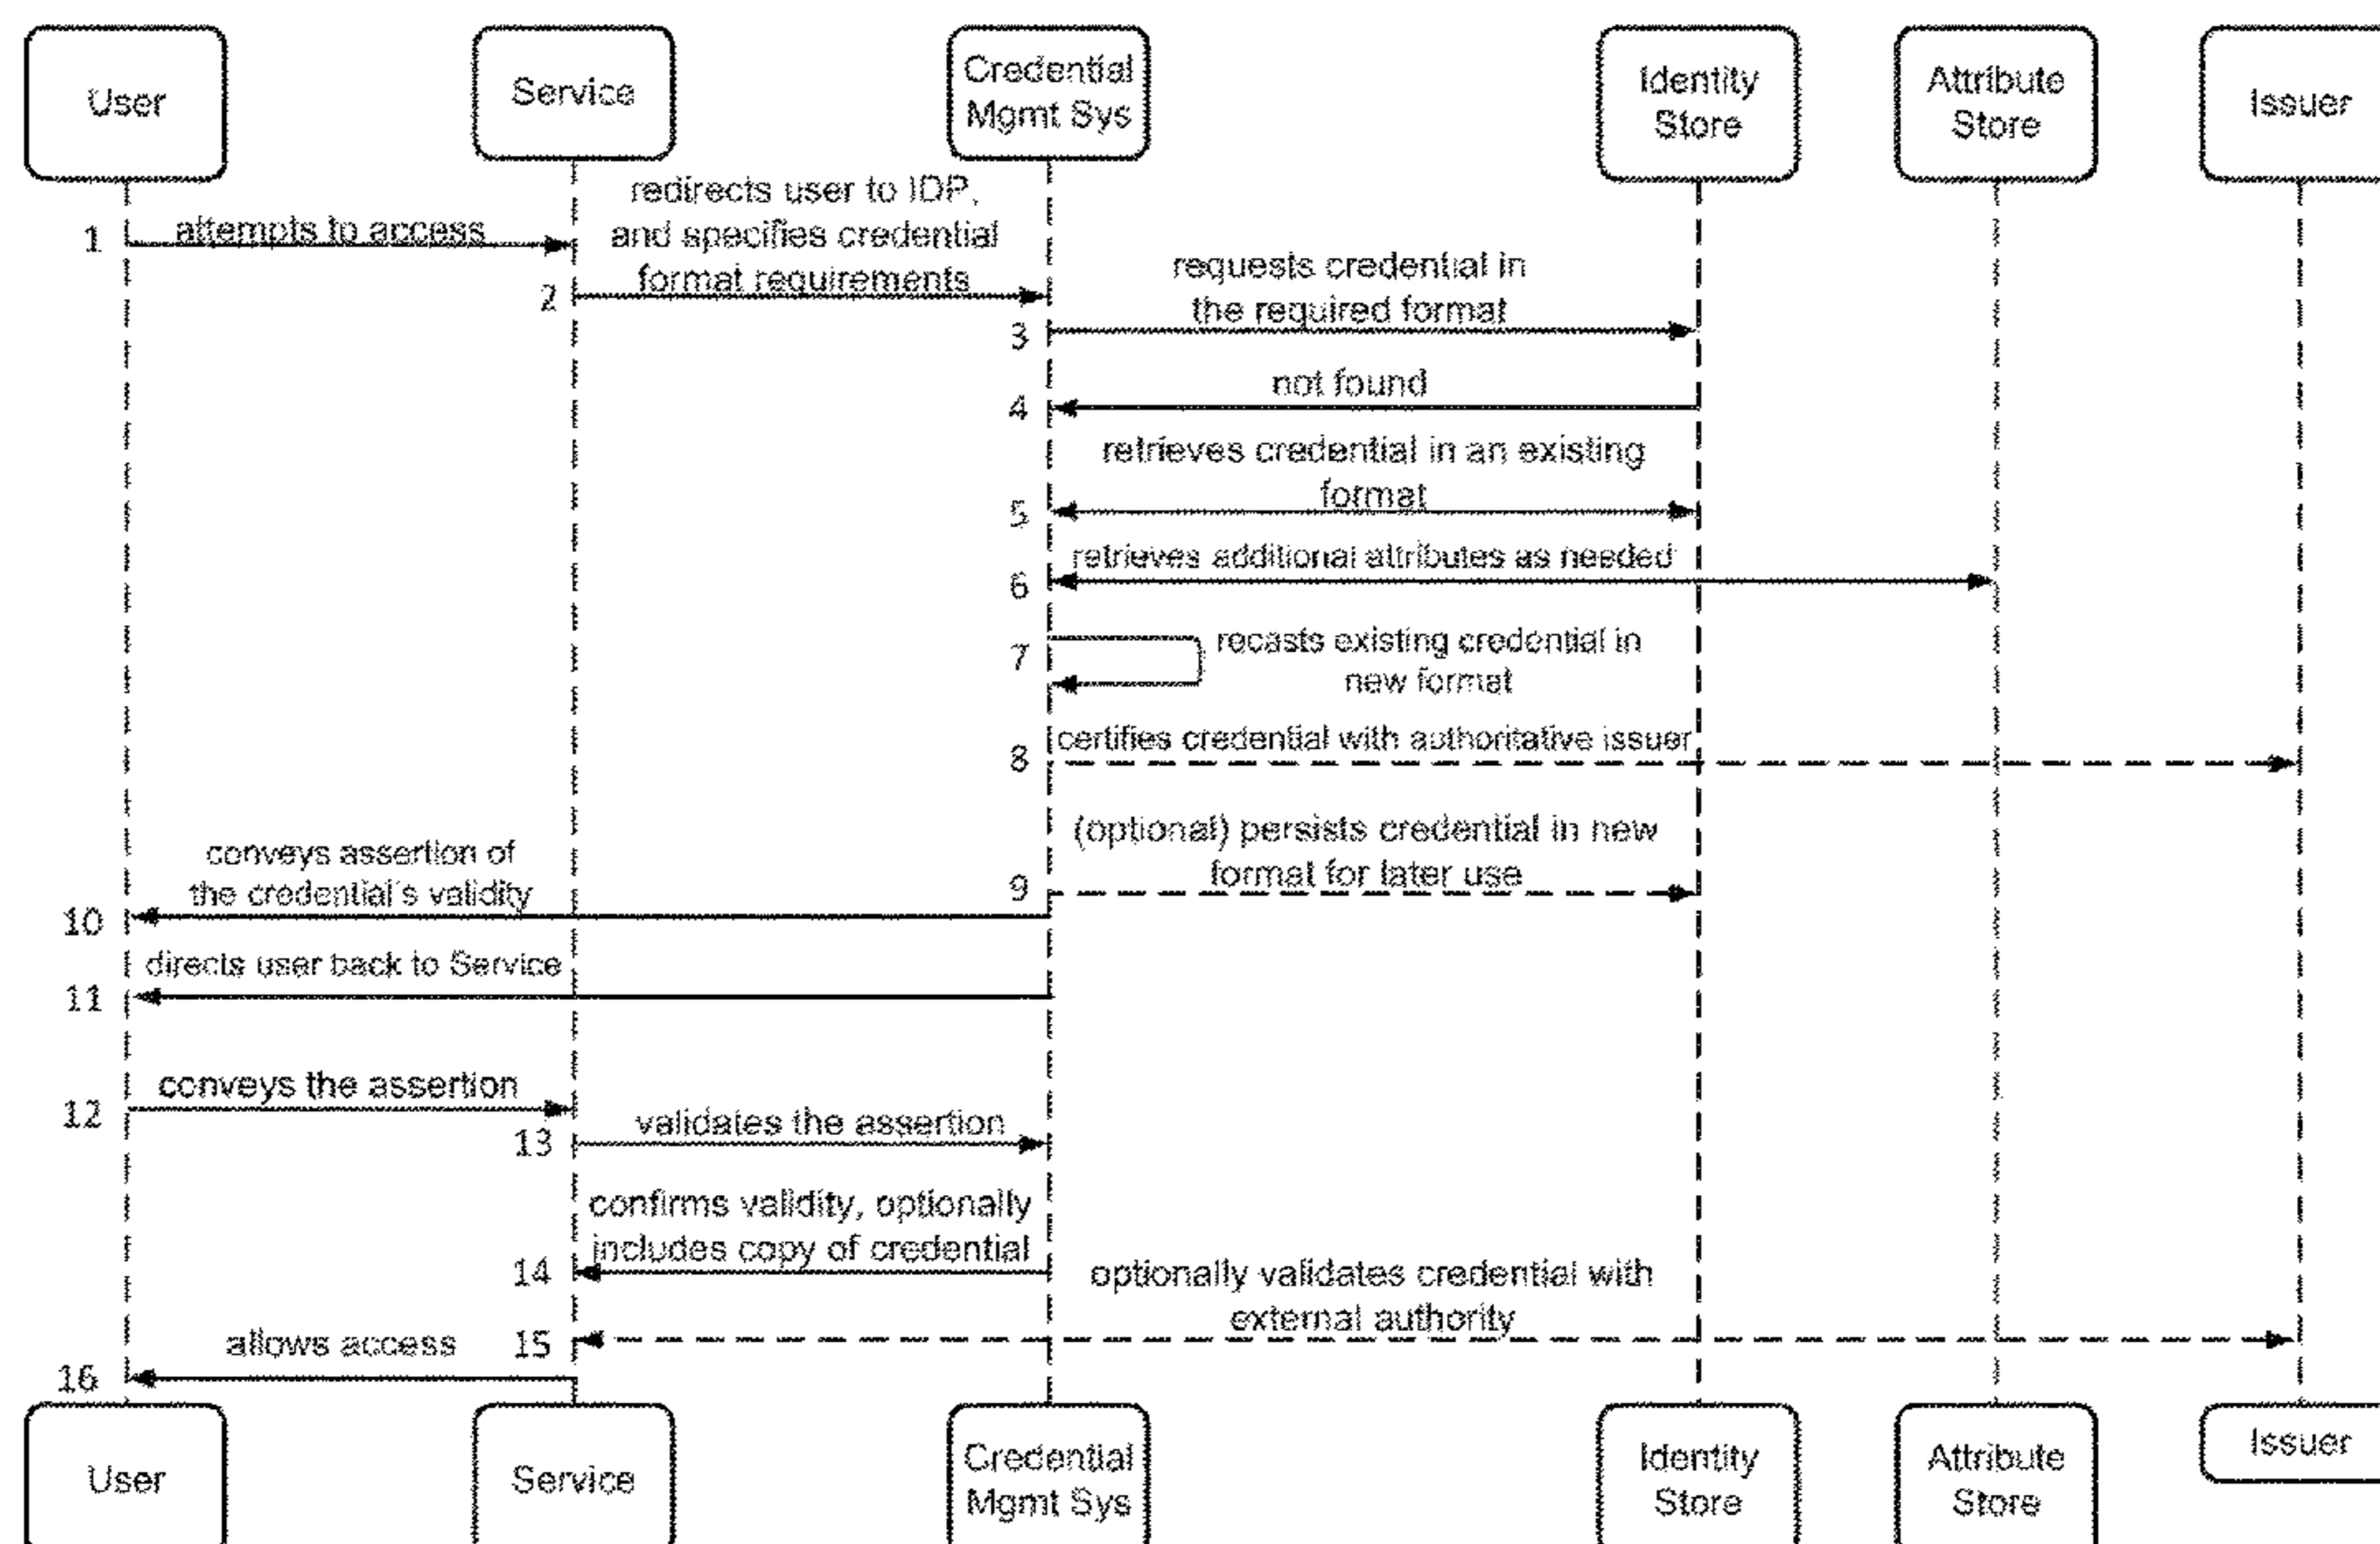 User
Service
Credential
Mgmt Sys
Identity
Store
Attribute
Store
Issuer
1
attempts to access
redirects user to IDP,
and specifies credential
format requirements
2
requests credential in
the required format
3
not found
4
retrieves credential in an existing
format
5
retrieves additional attributes as needed
6
7
recasts existing credential in
new format
certifies credential with authoritative issuer
8
(optional) persists credential in new
format for later use
9
conveys assertion of
the credential's validity
10
directs user back to Service
11
conveys the assertion
12
validates the assertion
13
confirms validity, optionally
includes copy of credential
14
optionally validates credential with
external authority
15
allows access
16
User
Service
Credential
Mgmt Sys
Identity
Store
Attribute
Store
Issuer